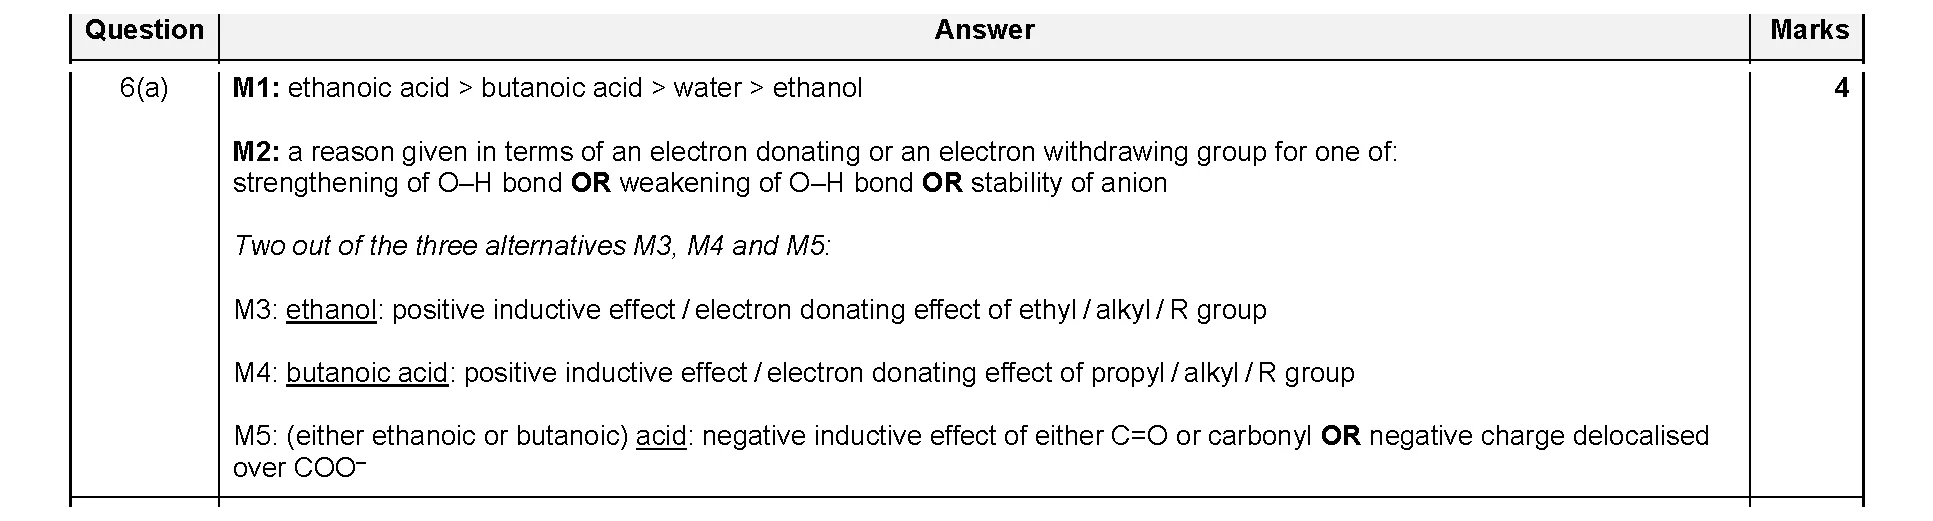 Question Answer Marks
6(a) M1: ethanoic acid > butanoic acid > water > ethanol 4
M2: a reason given in terms of an electron donating or an electron withdrawing group for one of:
strengthening of O–H bond OR weakening of O–H bond OR stability of anion
Two out of the three alternatives M3, M4 and M5:
M3: ethanol: positive inductive effect / electron donating effect of ethyl / alkyl / R group
M4: butanoic acid: positive inductive effect / electron donating effect of propyl / alkyl / R group
M5: (either ethanoic or butanoic) acid: negative inductive effect of either C=O or carbonyl OR negative charge delocalised
over COO⁻